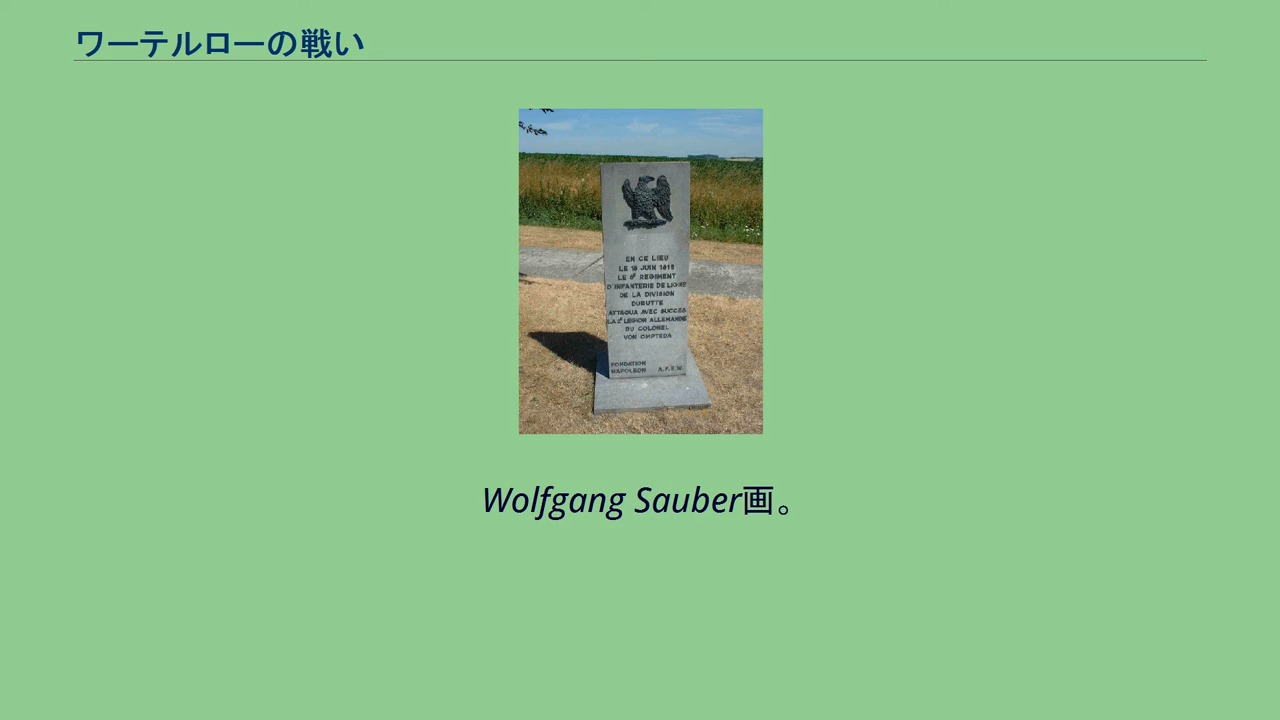 ワーテルローの戦い
EN CE LIEU
LE 18 JUIN 1815
LE 8E REGIMENT
D'INFANTERIE DE LIGNE
DE LA DIVISION
DURUTTE
ATTAQUA AVEC SUCCES
LA 2E LEGION ALLEMANDE
DU COLONEL
VON OMPTEDA
FONDATION
NAPOLEON A.F.E.W.
Wolfgang Sauber画。